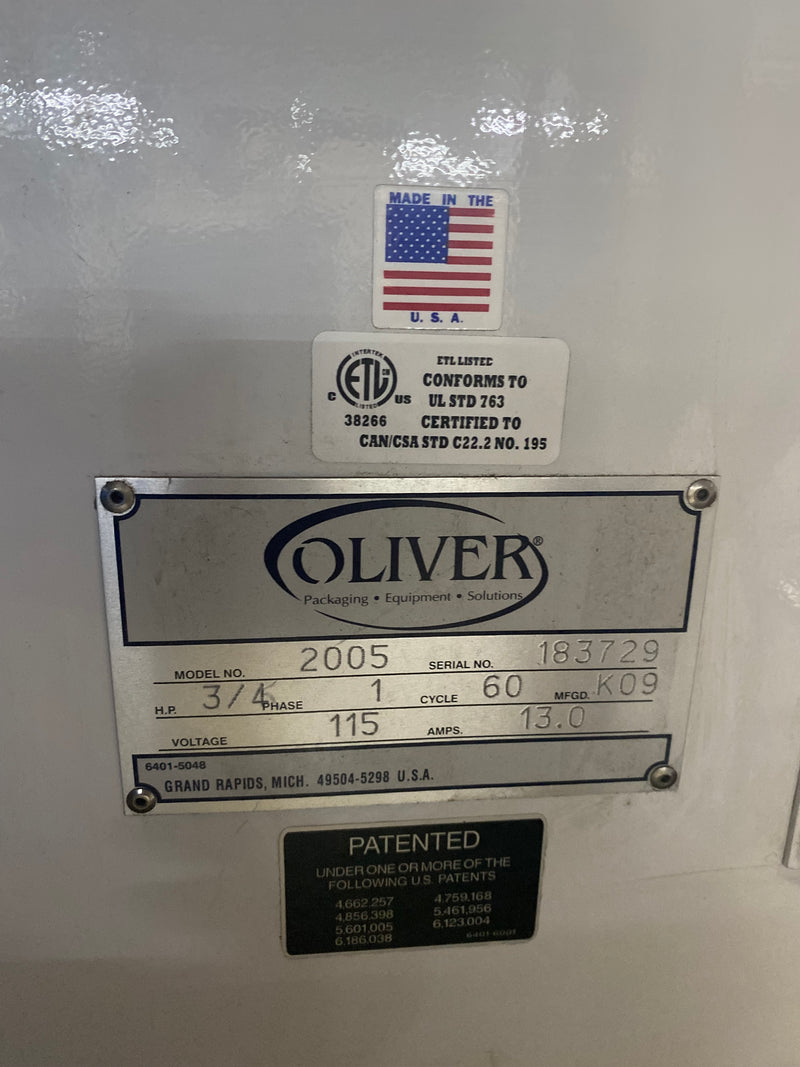 MADE IN THE
U. S. A.
INTERTEK
ETL
CM
LISTED
C US
38266
ETL LISTED
CONFORMS TO
UL STD 763
CERTIFIED TO
CAN/CSA STD C22.2 NO. 195
OLIVER®
Packaging • Equipment • Solutions
MODEL NO. 2005 SERIAL NO. 183729
H.P. 3/4 PHASE 1 CYCLE 60 MFGD. K09
VOLTAGE 115 AMPS. 13.0
6401-5048
GRAND RAPIDS, MICH. 49504-5298 U.S.A.
PATENTED
UNDER ONE OR MORE OF THE
FOLLOWING U.S. PATENTS
4,662,257 4,759,168
4,856,398 5,461,956
5,601,005 6,123,004
6,186,038 6401-6001